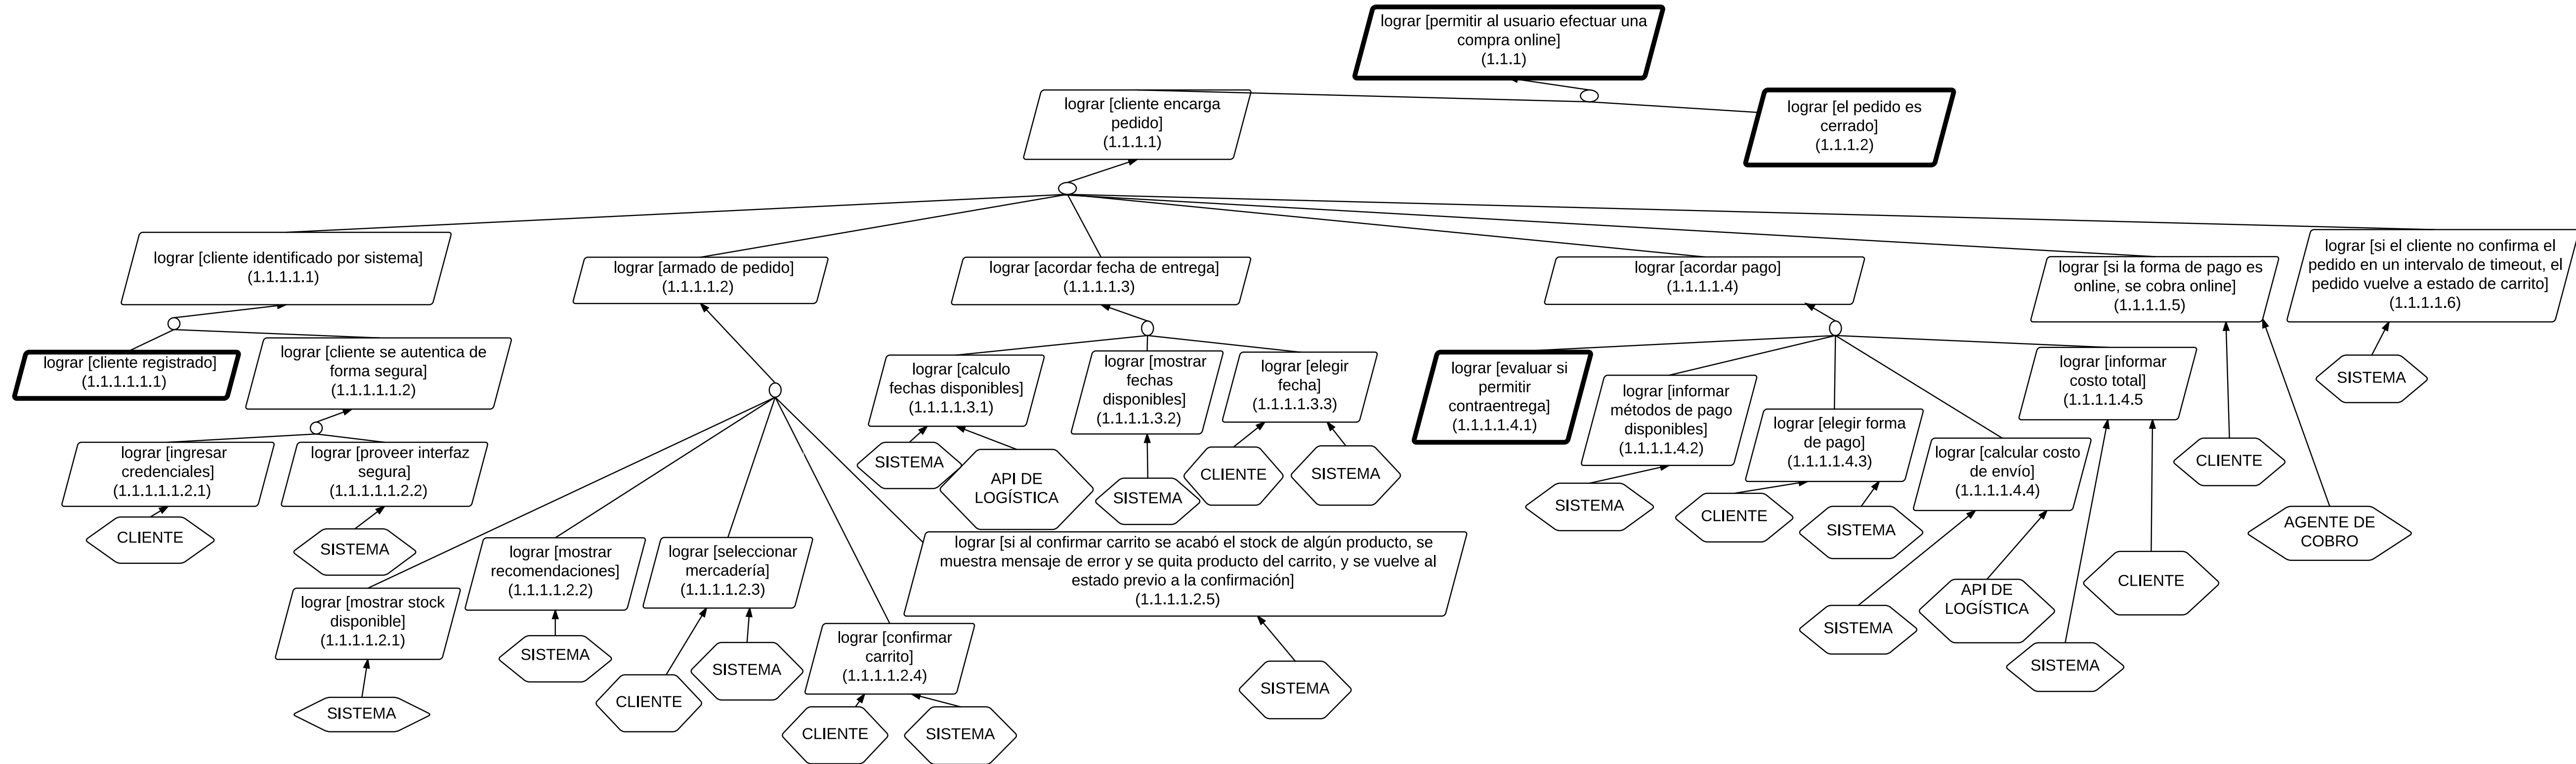 lograr [permitir al usuario efectuar una
compra online]
(1.1.1)
lograr [cliente encarga
pedido]
(1.1.1.1)
lograr [el pedido es
cerrado]
(1.1.1.2)
lograr [cliente identificado por sistema]
(1.1.1.1.1)
lograr [armado de pedido]
(1.1.1.1.2)
lograr [acordar fecha de entrega]
(1.1.1.1.3)
lograr [acordar pago]
(1.1.1.1.4)
lograr [si la forma de pago es
online, se cobra online]
(1.1.1.1.5)
lograr [si el cliente no confirma el
pedido en un intervalo de timeout, el
pedido vuelve a estado de carrito]
(1.1.1.1.6)
lograr [cliente registrado]
(1.1.1.1.1.1)
lograr [cliente se autentica de
forma segura]
(1.1.1.1.1.2)
lograr [calculo
fechas disponibles]
(1.1.1.1.3.1)
lograr [mostrar
fechas
disponibles]
(1.1.1.1.3.2)
lograr [elegir
fecha]
(1.1.1.1.3.3)
lograr [evaluar si
permitir
contraentrega]
(1.1.1.1.4.1)
lograr [informar
métodos de pago
disponibles]
(1.1.1.1.4.2)
lograr [elegir forma
de pago]
(1.1.1.1.4.3)
lograr [calcular costo
de envío]
(1.1.1.1.4.4)
lograr [informar
costo total]
(1.1.1.1.4.5
SISTEMA
lograr [ingresar
credenciales]
(1.1.1.1.1.2.1)
lograr [proveer interfaz
segura]
(1.1.1.1.1.2.2)
SISTEMA
API DE
LOGÍSTICA
SISTEMA
CLIENTE
SISTEMA
SISTEMA
CLIENTE
SISTEMA
CLIENTE
AGENTE DE
COBRO
CLIENTE
SISTEMA
lograr [mostrar stock
disponible]
(1.1.1.1.2.1)
lograr [mostrar
recomendaciones]
(1.1.1.1.2.2)
lograr [seleccionar
mercadería]
(1.1.1.1.2.3)
lograr [confirmar
carrito]
(1.1.1.1.2.4)
lograr [si al confirmar carrito se acabó el stock de algún producto, se
muestra mensaje de error y se quita producto del carrito, y se vuelve al
estado previo a la confirmación]
(1.1.1.1.2.5)
SISTEMA
API DE
LOGÍSTICA
SISTEMA
CLIENTE
SISTEMA
SISTEMA
CLIENTE
SISTEMA
CLIENTE
SISTEMA
SISTEMA